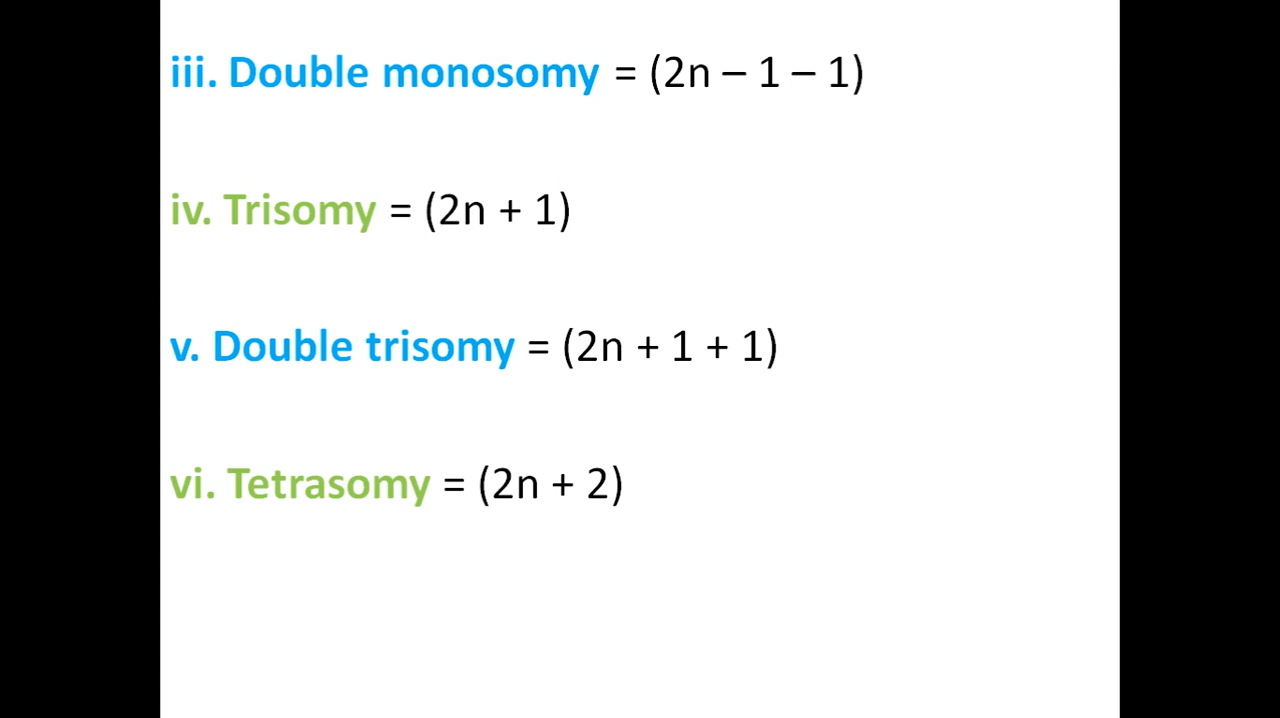 iii. Double monosomy = (2n – 1 – 1)
iv. Trisomy = (2n + 1)
v. Double trisomy = (2n + 1 + 1)
vi. Tetrasomy = (2n + 2)